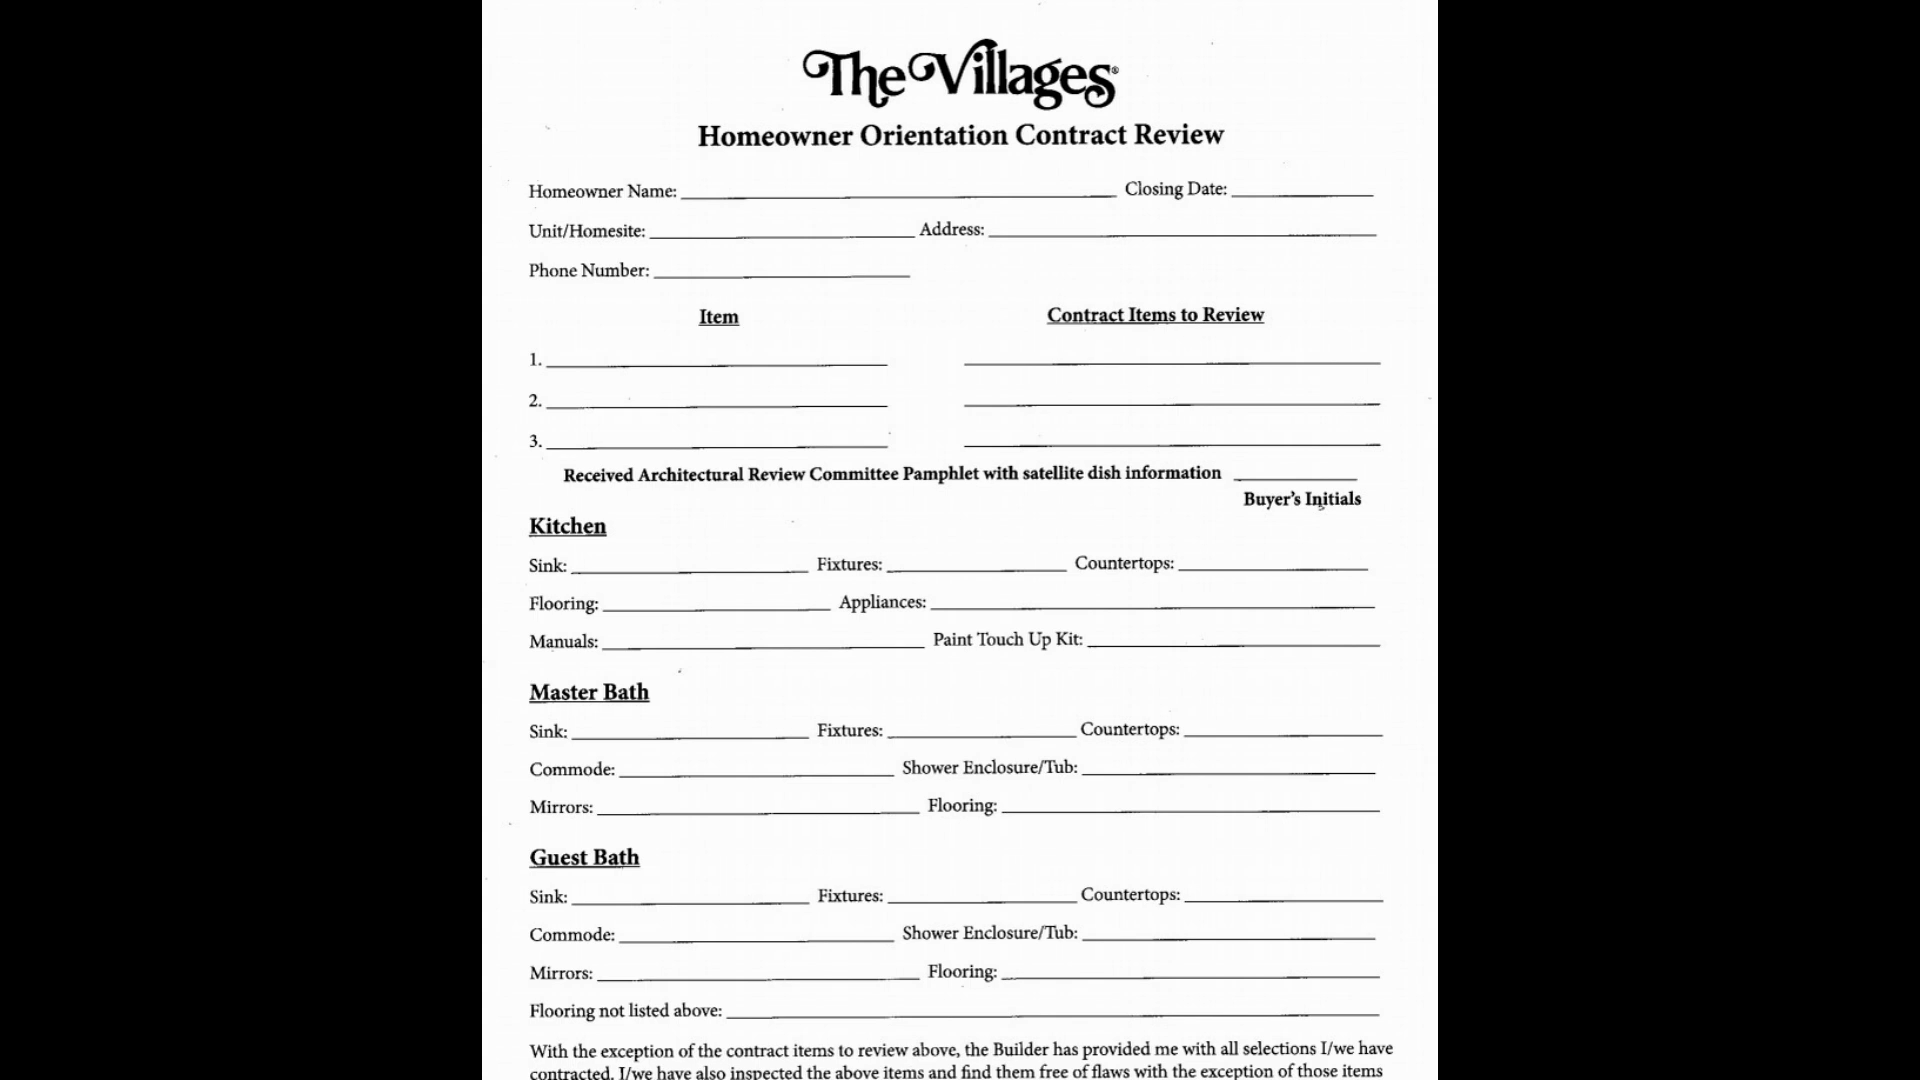 The Villages®
Homeowner Orientation Contract Review
Homeowner Name: Closing Date:
Unit/Homesite: Address:
Phone Number:
Item Contract Items to Review
1.
2.
3.
Received Architectural Review Committee Pamphlet with satellite dish information
Buyer's Initials
Kitchen
Sink: Fixtures: Countertops:
Flooring: Appliances:
Manuals: Paint Touch Up Kit:
Master Bath
Sink: Fixtures: Countertops:
Commode: Shower Enclosure/Tub:
Mirrors: Flooring:
Guest Bath
Sink: Fixtures: Countertops:
Commode: Shower Enclosure/Tub:
Mirrors: Flooring:
Flooring not listed above:
With the exception of the contract items to review above, the Builder has provided me with all selections I/we have
contracted. I/we have also inspected the above items and find them free of flaws with the exception of those items